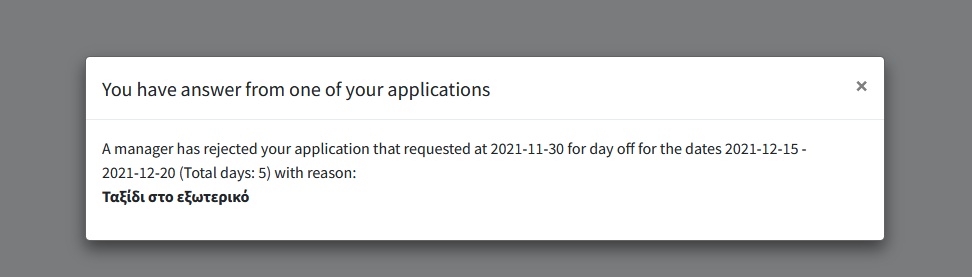 You have answer from one of your applications
×
A manager has rejected your application that requested at 2021-11-30 for day off for the dates 2021-12-15 -
2021-12-20 (Total days: 5) with reason:
Ταξίδι στο εξωτερικό